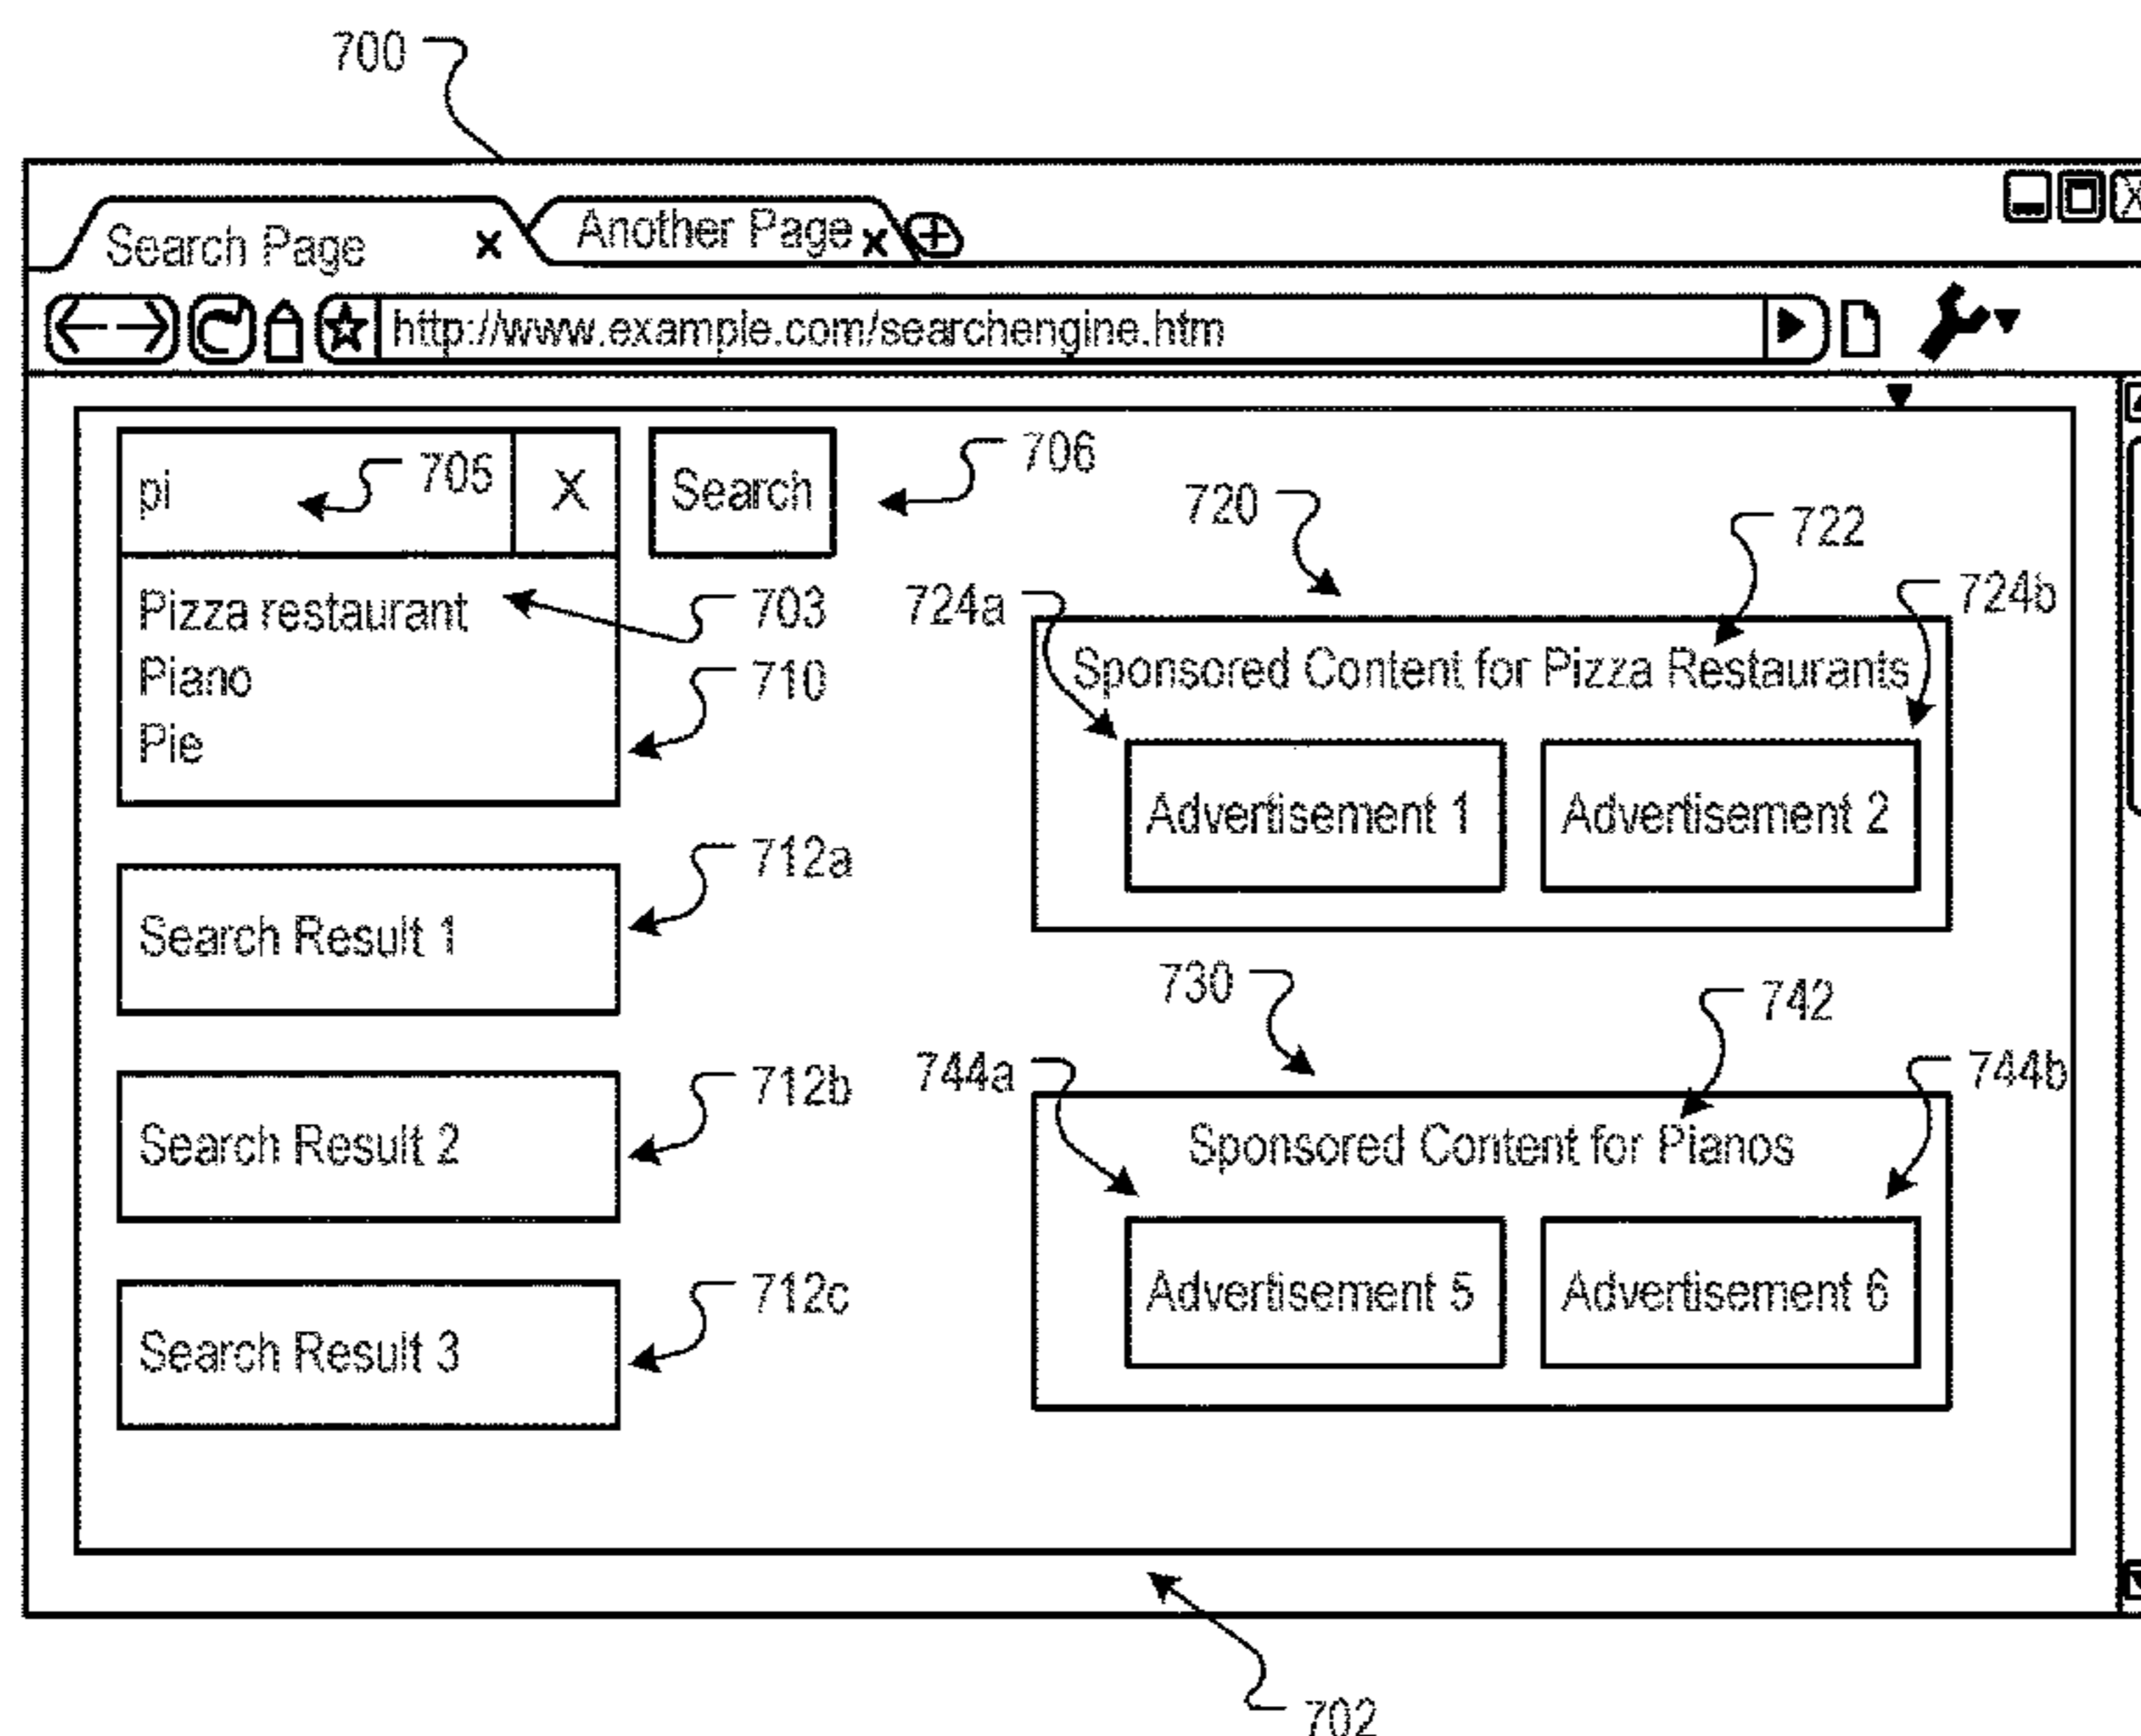 700
Search Page x
Another Page x
X
http://www.example.com/searchengine.htm
pi
705
X
Search
706
720
722
Pizza restaurant
703
724a
724b
Piano
710
Sponsored Content for Pizza Restaurants
Pie
Advertisement 1
Advertisement 2
712a
Search Result 1
730
742
744a
744b
712b
Search Result 2
Sponsored Content for Pianos
712c
Advertisement 5
Advertisement 6
Search Result 3
702